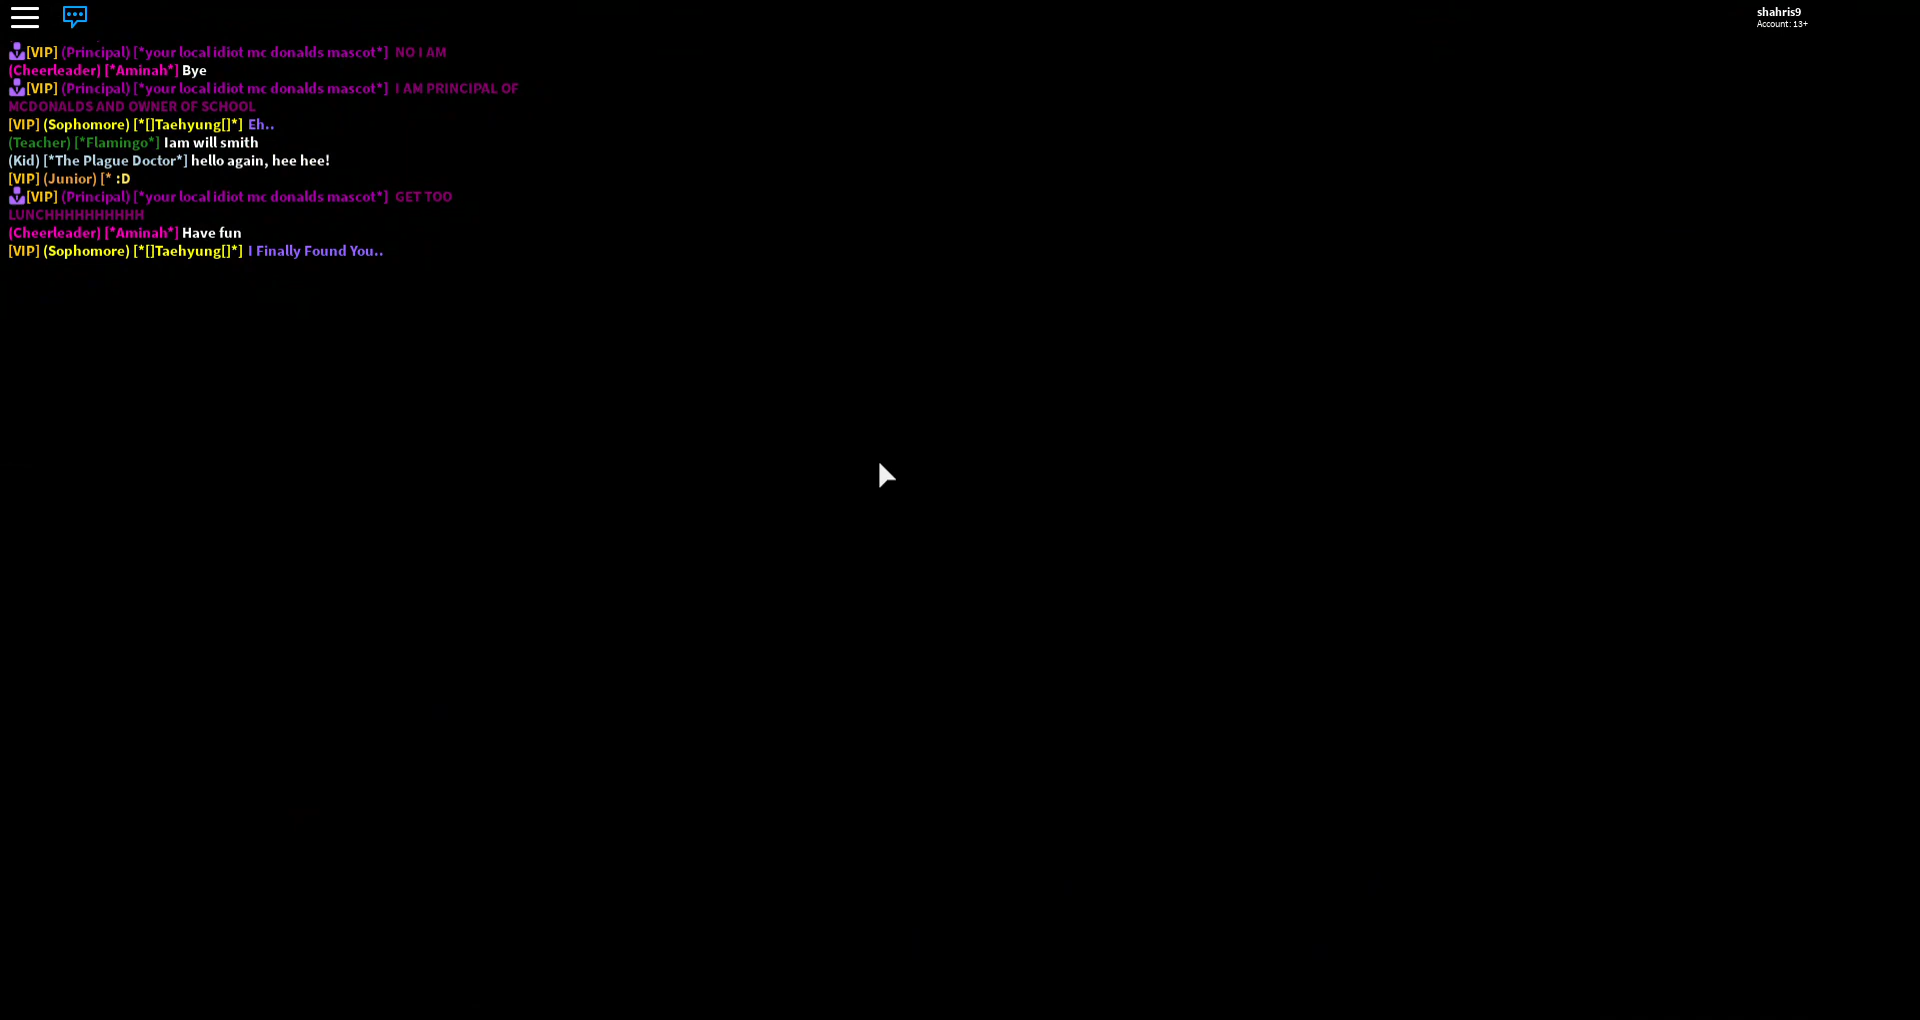 shahris9
Account: 13+
[VIP] (Principal) [*your local idiot mc donalds mascot*] NO I AM
(Cheerleader) [*Aminah*] Bye
[VIP] (Principal) [*your local idiot mc donalds mascot*] I AM PRINCIPAL OF
MCDONALDS AND OWNER OF SCHOOL
[VIP] (Sophomore) [*[]Taehyung[]*] Eh..
(Teacher) [*Flamingo*] Iam will smith
(Kid) [*The Plague Doctor*] hello again, hee hee!
[VIP] (Junior) [* :D
[VIP] (Principal) [*your local idiot mc donalds mascot*] GET TOO
LUNCHHHHHHHHHH
(Cheerleader) [*Aminah*] Have fun
[VIP] (Sophomore) [*[]Taehyung[]*] I Finally Found You..